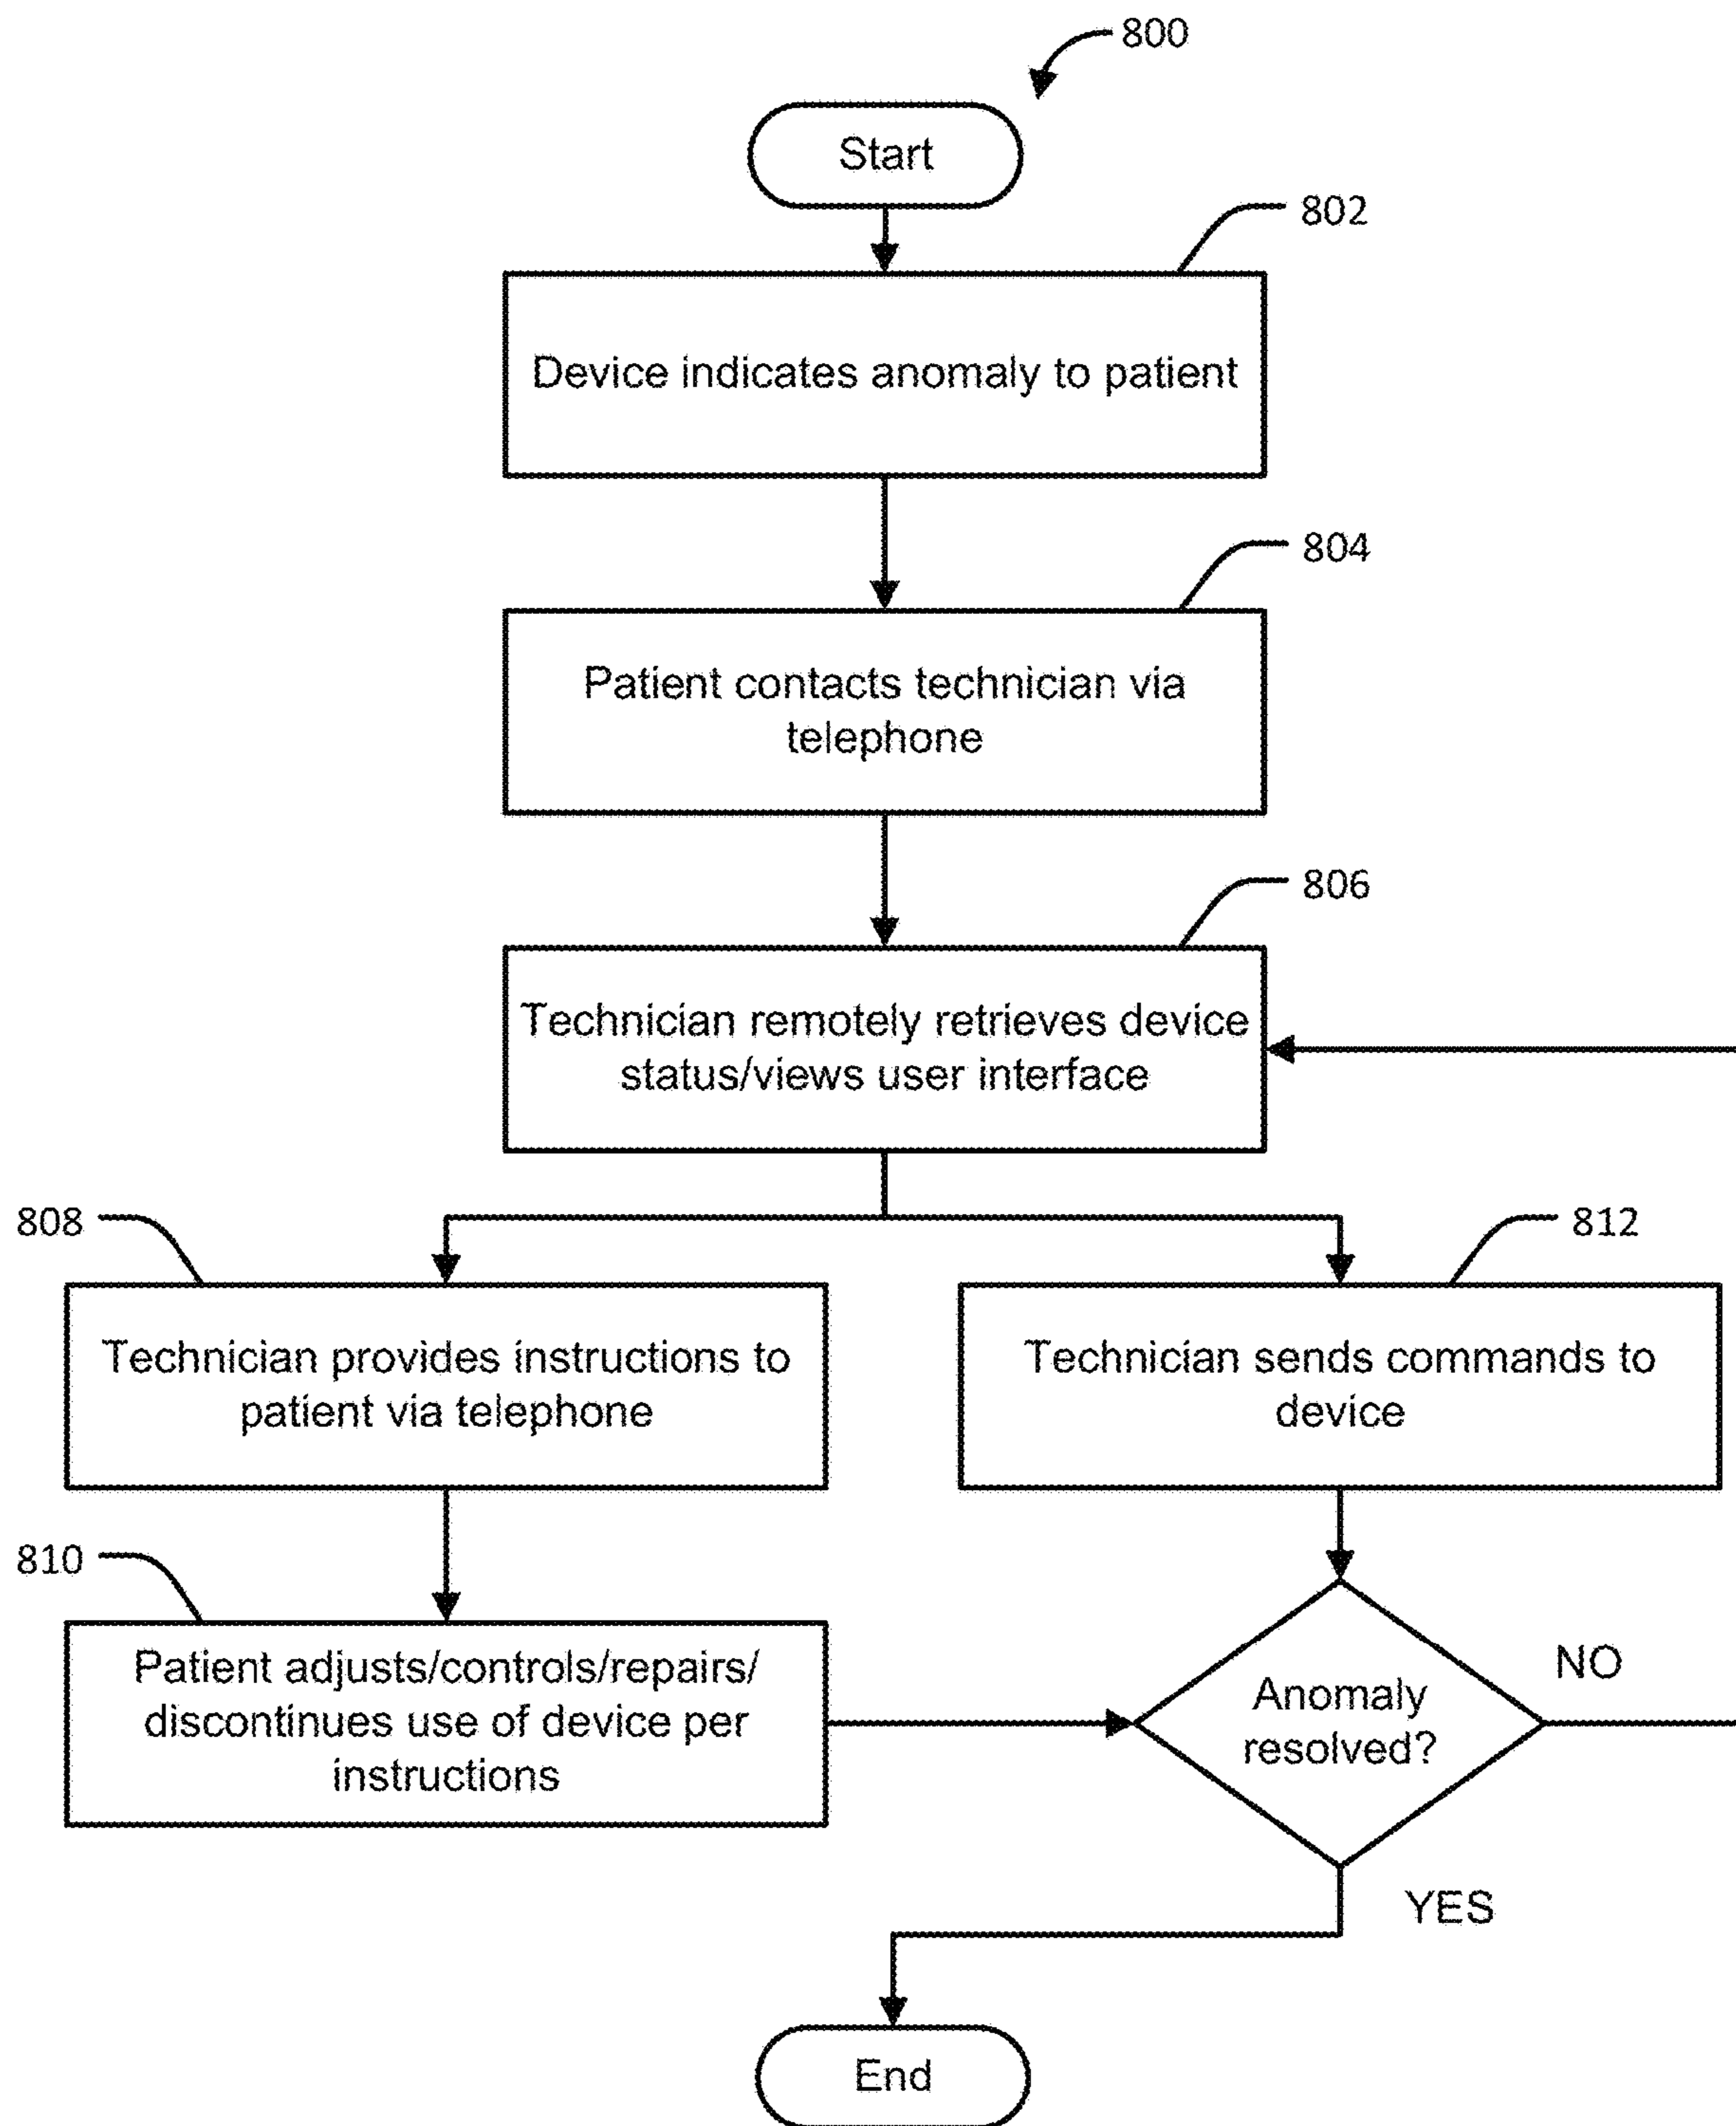 800
Start
802
Device indicates anomaly to patient
804
Patient contacts technician via
telephone
806
Technician remotely retrieves device
status/views user interface
808
812
Technician provides instructions to
patient via telephone
Technician sends commands to
device
810
Patient adjusts/controls/repairs/
discontinues use of device per
instructions
Anomaly
resolved?
NO
YES
End